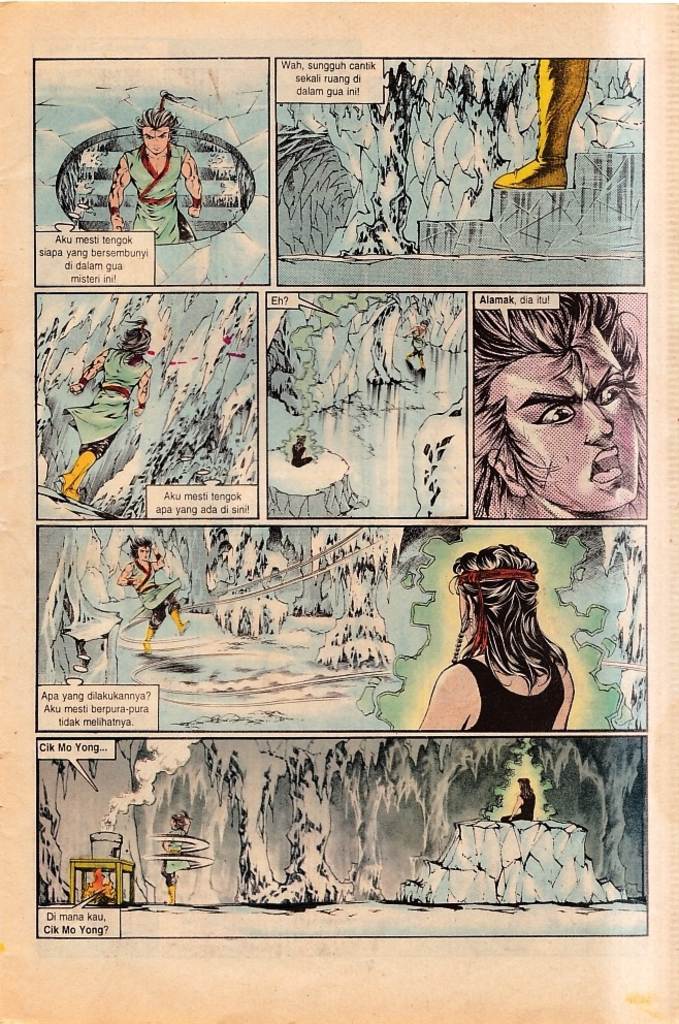 Aku mesti tengok
siapa yang bersembunyi
di dalam gua
misteri ini!
Wah, sungguh cantik
sekali ruang di
dalam gua ini!
Aku mesti tengok
apa yang ada di sini!
Eh?
Alamak, dia itu!
Apa yang dilakukannya?
Aku mesti berpura-pura
tidak melihatnya.
Cik Mo Yong...
Di mana kau,
Cik Mo Yong?